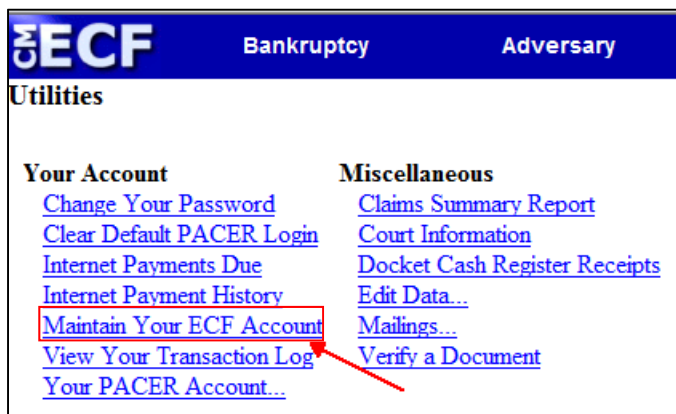 CM ECF Bankruptcy Adversary
Utilities
Your Account
Change Your Password
Clear Default PACER Login
Internet Payments Due
Internet Payment History
Maintain Your ECF Account
View Your Transaction Log
Your PACER Account...
Miscellaneous
Claims Summary Report
Court Information
Docket Cash Register Receipts
Edit Data...
Mailings...
Verify a Document